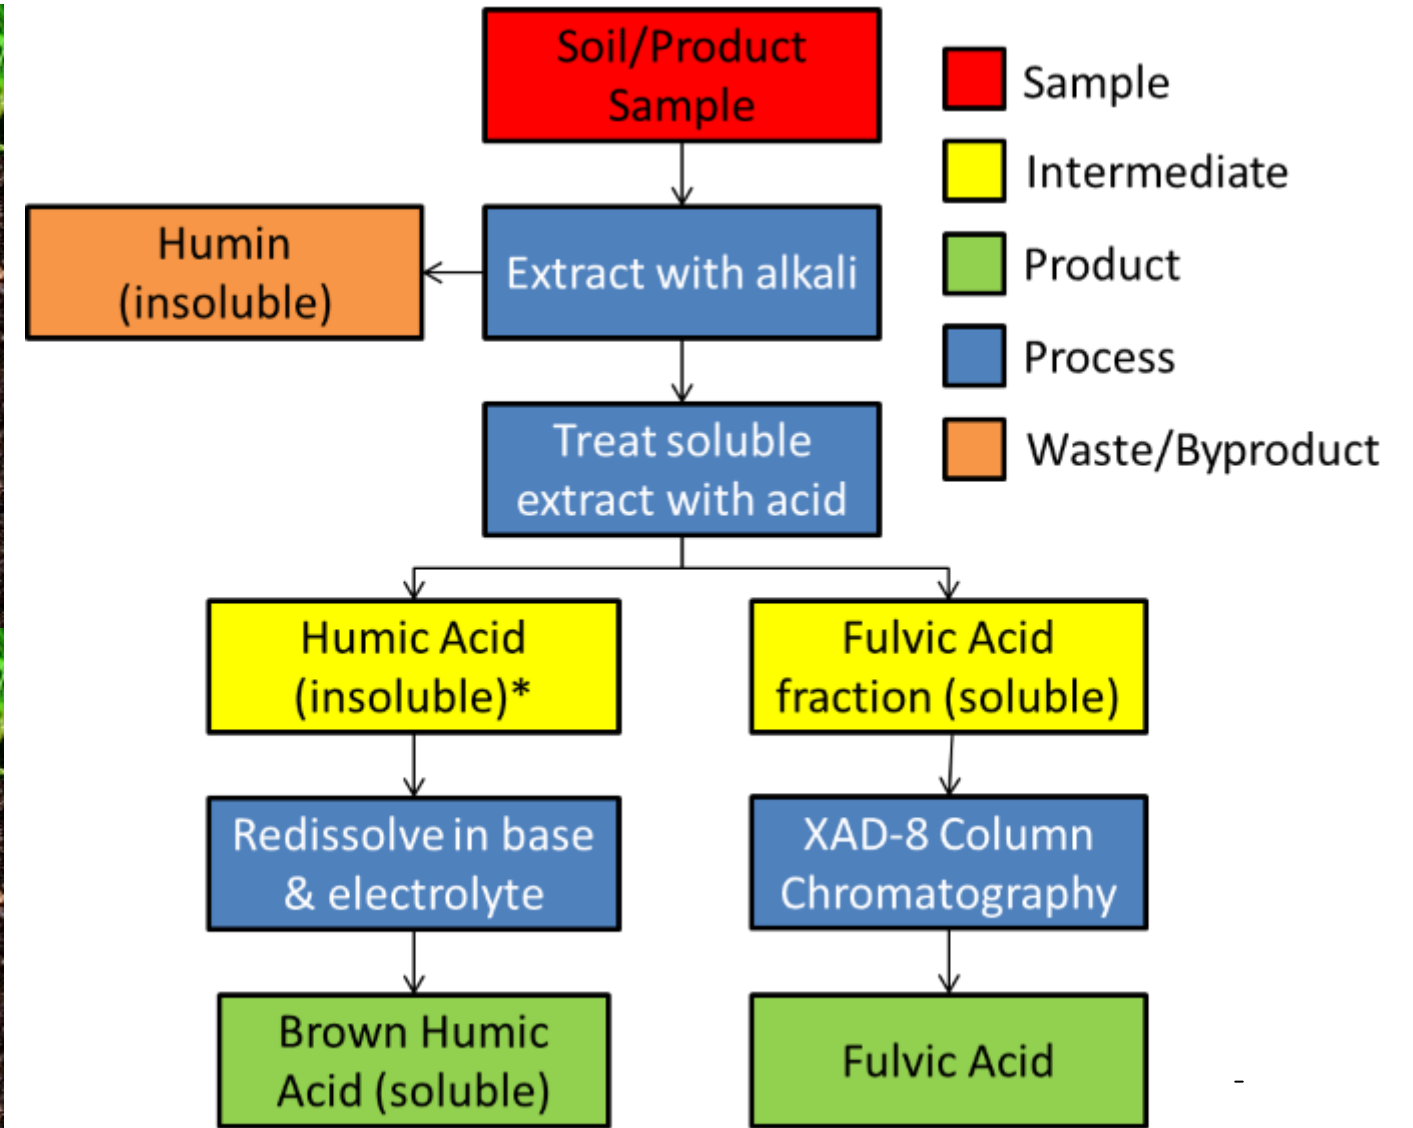 Soil/Product
Sample
Sample
Intermediate
Product
Process
Waste/Byproduct
Humin
(insoluble)
Extract with alkali
Treat soluble
extract with acid
Humic Acid
(insoluble)*
Fulvic Acid
fraction (soluble)
Redissolve in base
& electrolyte
XAD-8 Column
Chromatography
Brown Humic
Acid (soluble)
Fulvic Acid
-